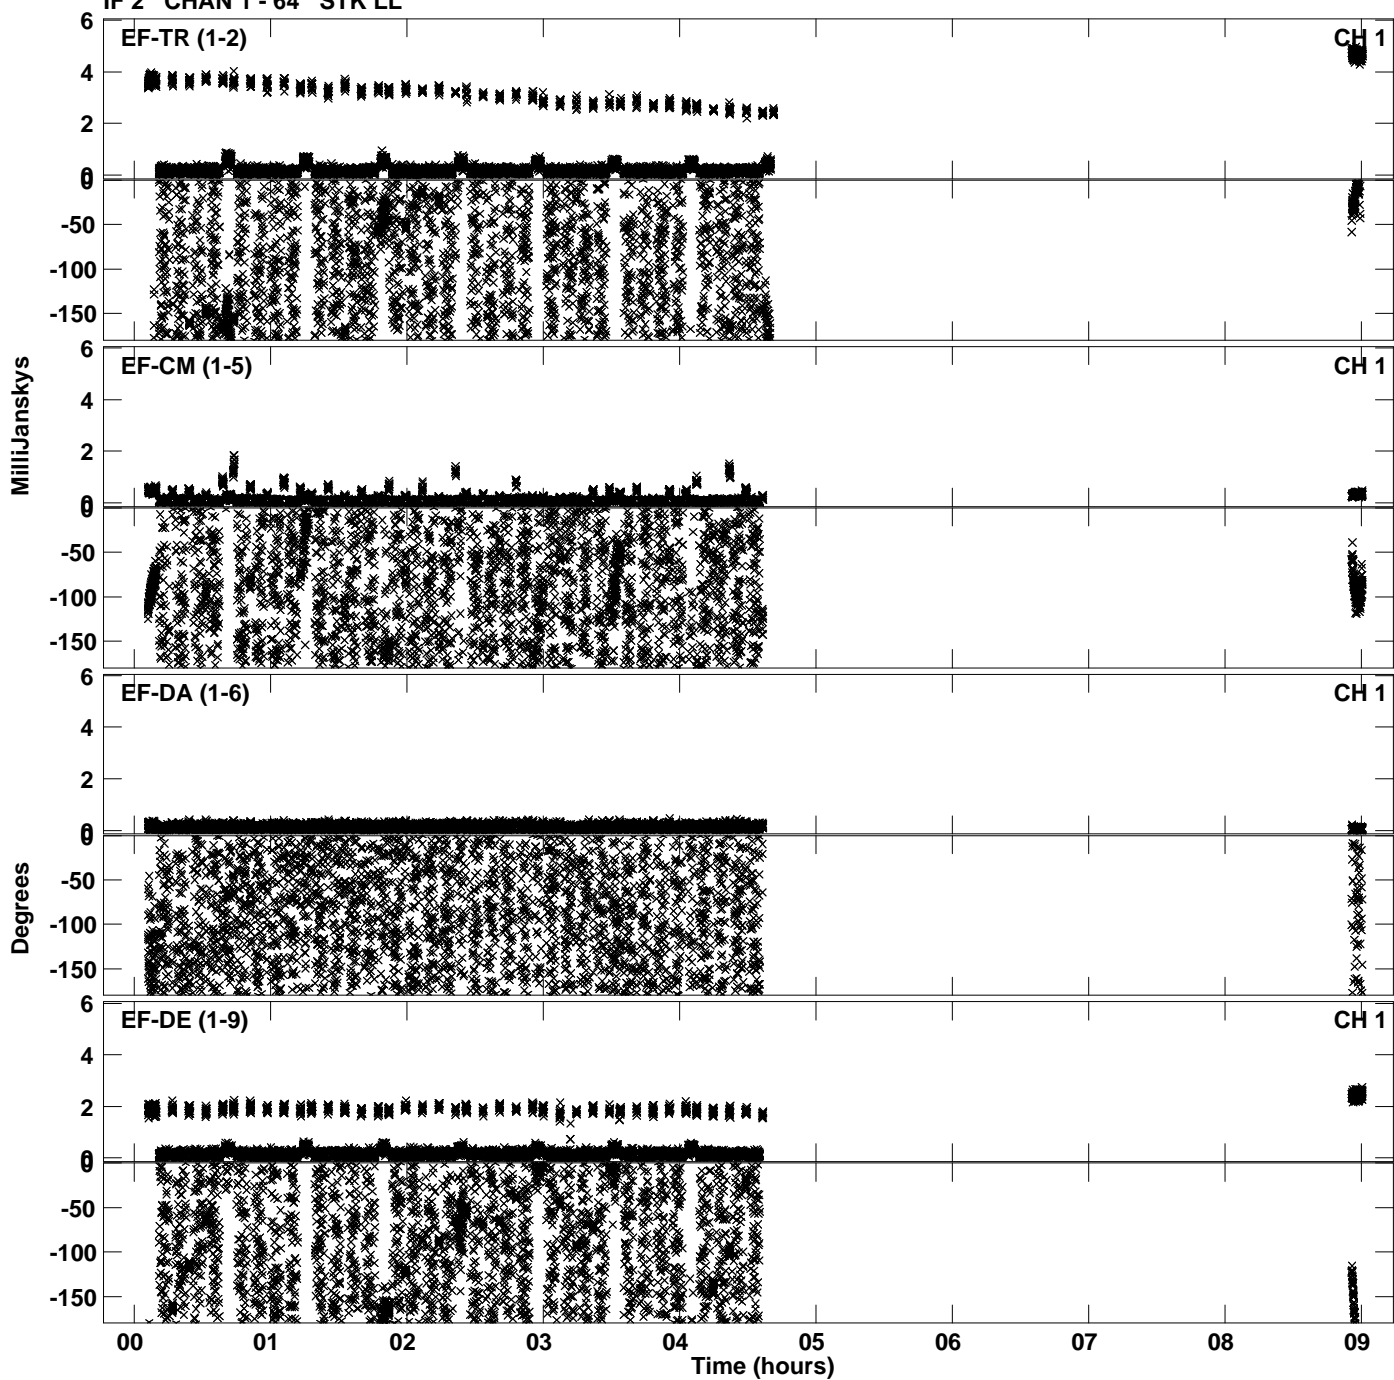 IF 2 CHAN 1 - 64 STK LL
EF-TR (1-2)
CH 1
6
4
2
0
0
-50
-100
-150
EF-CM (1-5)
CH 1
6
4
2
0
0
-50
-100
-150
EF-DA (1-6)
CH 1
6
4
2
0
0
-50
-100
-150
EF-DE (1-9)
CH 1
6
4
2
0
0
-50
-100
-150
MilliJanskys
Degrees
00 01 02 03 04 05 06 07 08 09
Time (hours)